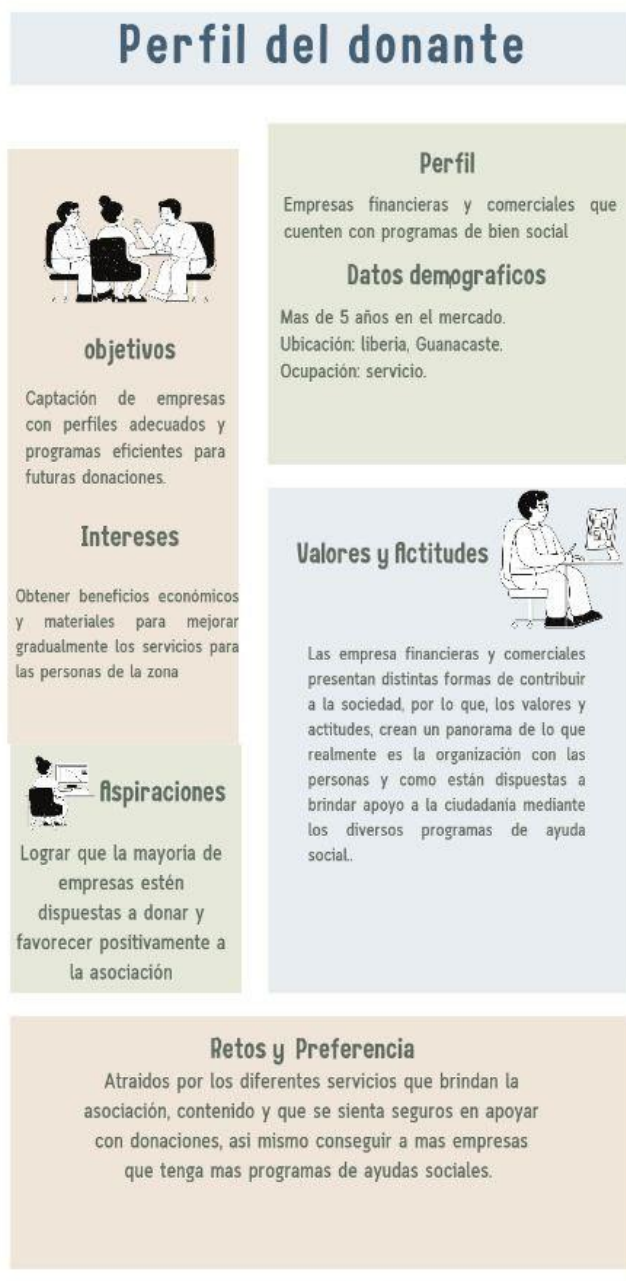 Perfil del donante
objetivos
Captación de empresas
con perfiles adecuados y
programas eficientes para
futuras donaciones.
Intereses
Obtener beneficios económicos
y materiales para mejorar
gradualmente los servicios para
las personas de la zona
Aspiraciones
Lograr que la mayoria de
empresas estén
dispuestas a donar y
favorecer positivamente a
la asociación
Perfil
Empresas financieras y comerciales que
cuenten con programas de bien social
Datos demograficos
Mas de 5 años en el mercado.
Ubicación: liberia, Guanacaste.
Ocupación: servicio.
Valores y Actitudes
Las empresa financieras y comerciales
presentan distintas formas de contribuir
a la sociedad, por lo que, los valores y
actitudes, crean un panorama de lo que
realmente es la organización con las
personas y como están dispuestas a
brindar apoyo a la ciudadanía mediante
los diversos programas de ayuda
social..
Retos y Preferencia
Atraidos por los diferentes servicios que brindan la
asociación, contenido y que se sienta seguros en apoyar
con donaciones, asi mismo conseguir a mas empresas
que tenga mas programas de ayudas sociales.